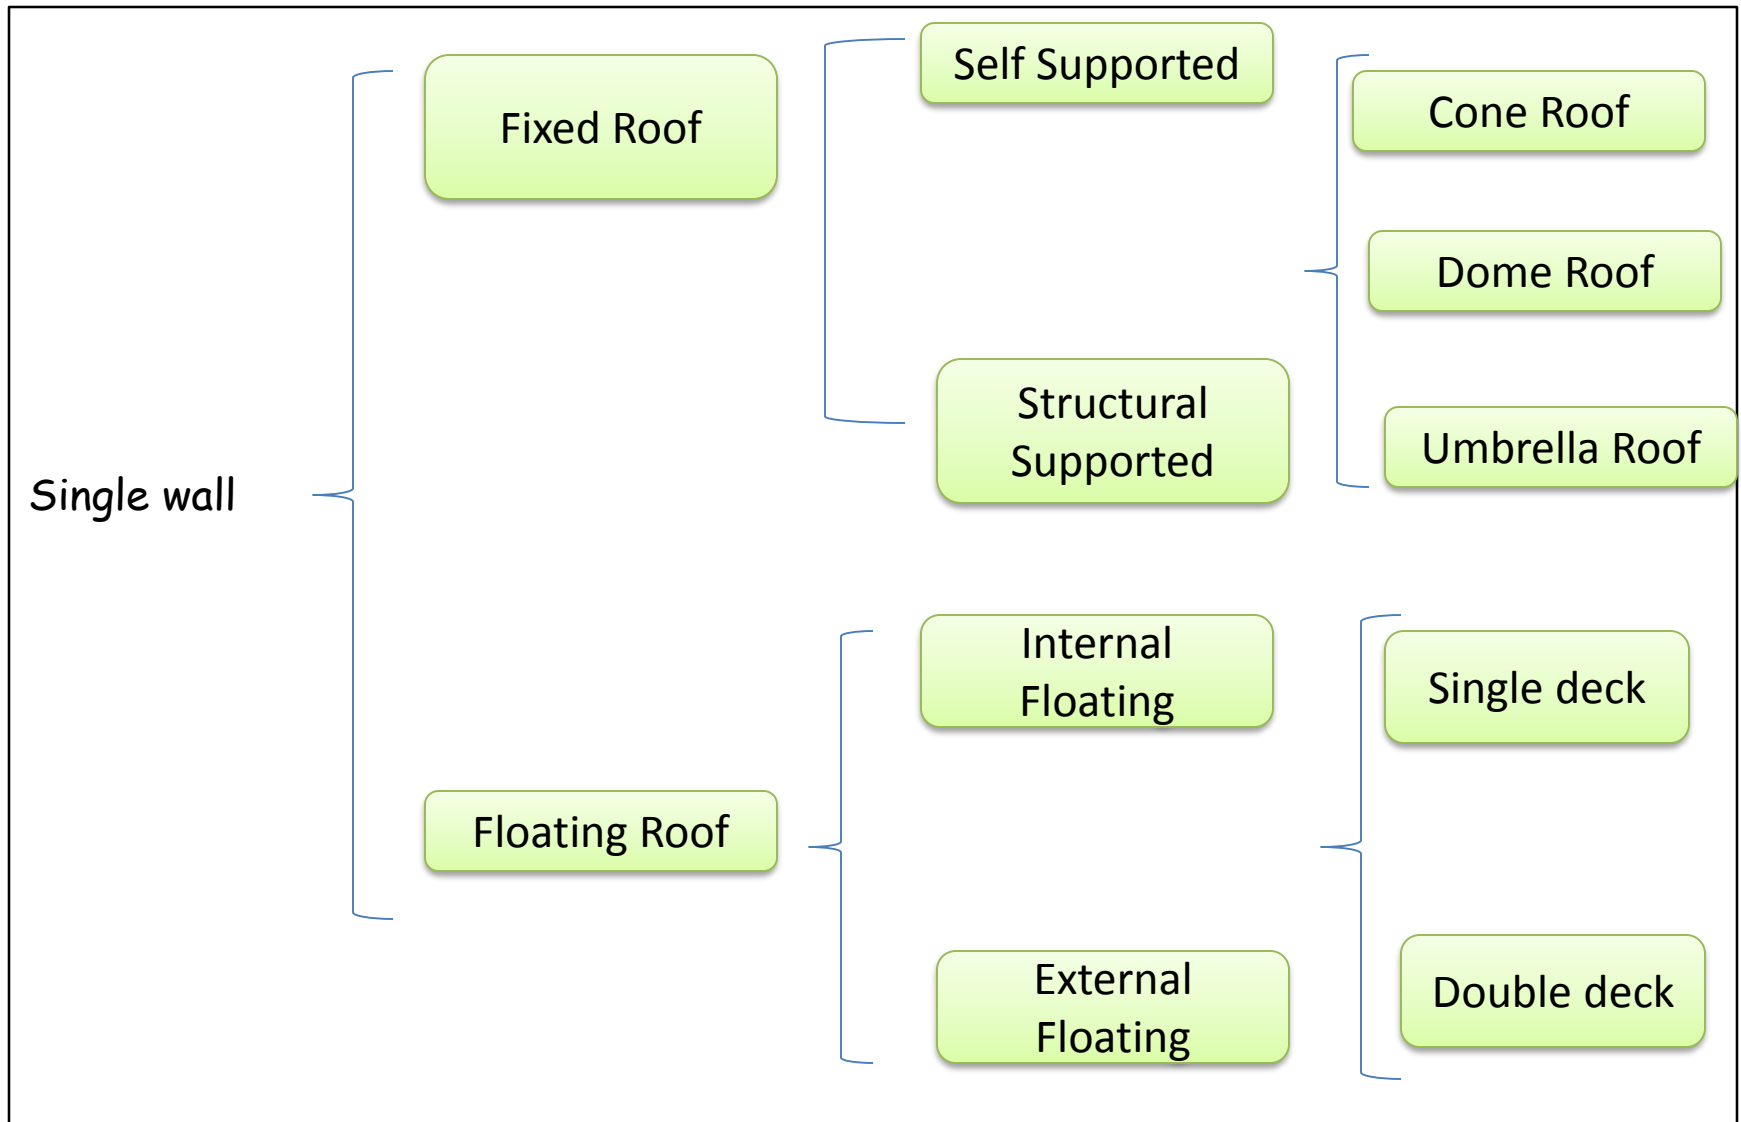 Single wall
Fixed Roof
Self Supported
Structural
Supported
Cone Roof
Dome Roof
Umbrella Roof
Floating Roof
Internal
Floating
External
Floating
Single deck
Double deck